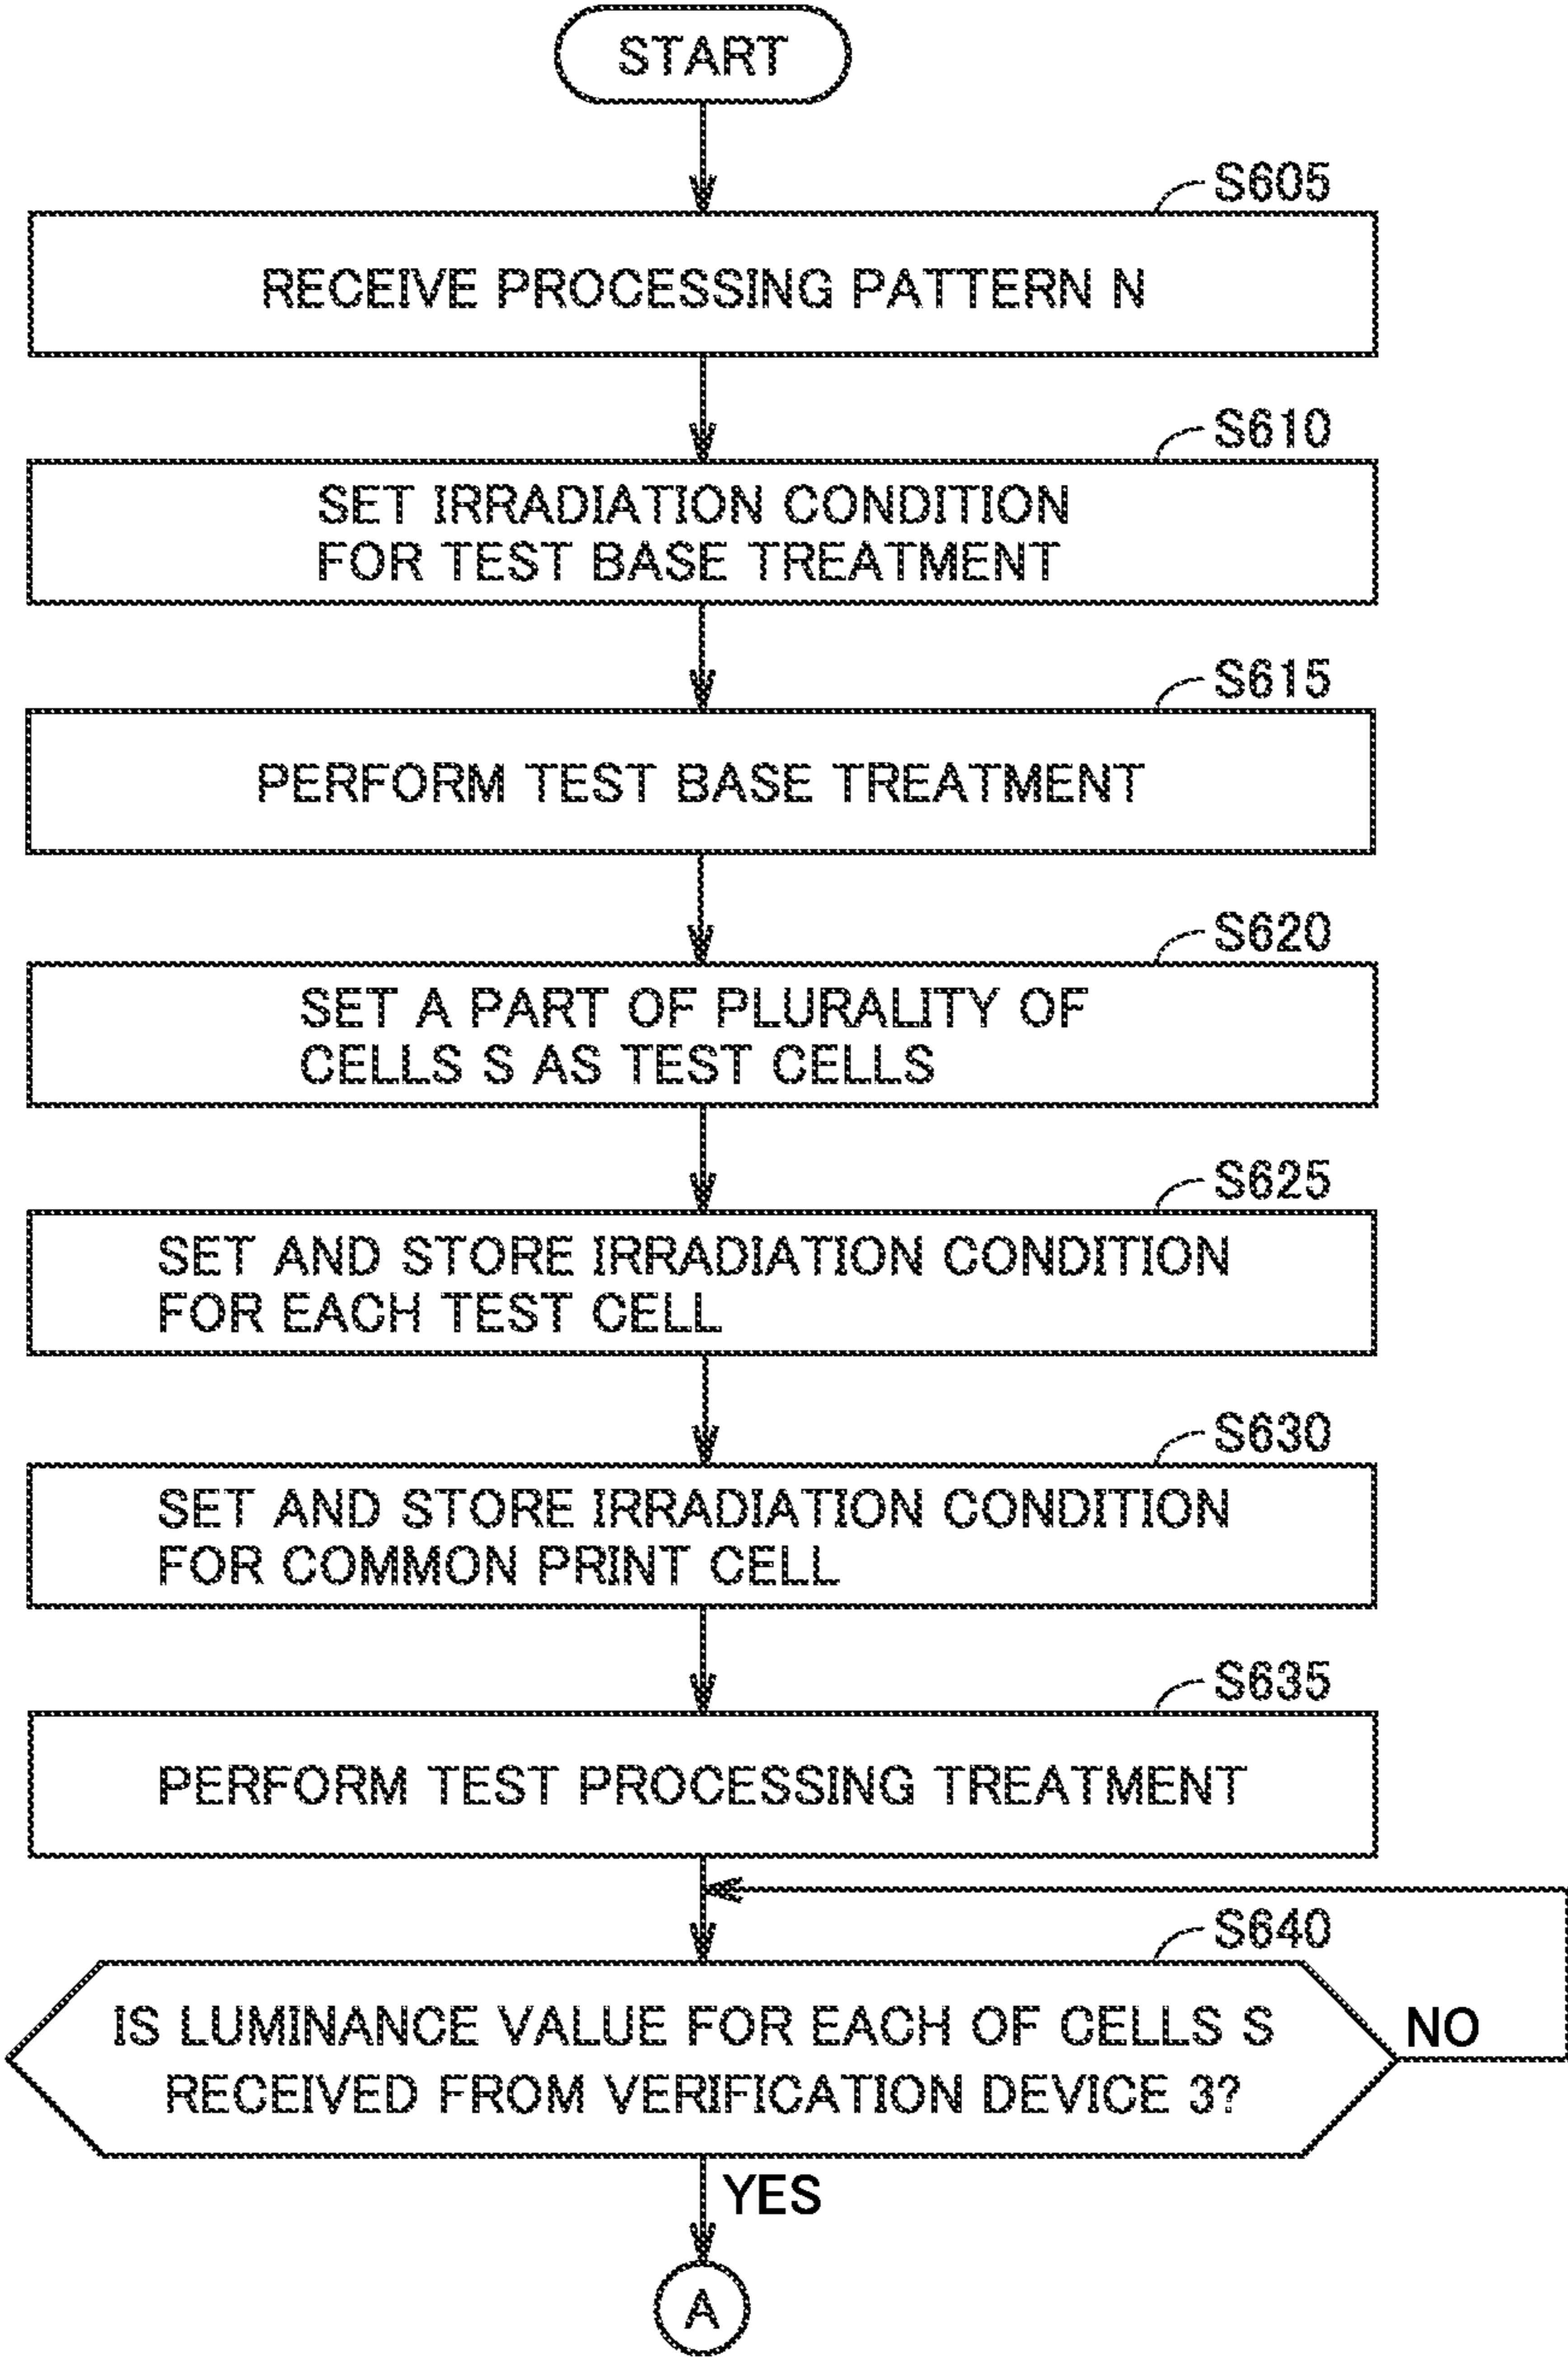 START
S605
RECEIVE PROCESSING PATTERN N
S610
SET IRRADIATION CONDITION
FOR TEST BASE TREATMENT
S615
PERFORM TEST BASE TREATMENT
S620
SET A PART OF PLURALITY OF
CELLS S AS TEST CELLS
S625
SET AND STORE IRRADIATION CONDITION
FOR EACH TEST CELL
S630
SET AND STORE IRRADIATION CONDITION
FOR COMMON PRINT CELL
S635
PERFORM TEST PROCESSING TREATMENT
S640
IS LUMINANCE VALUE FOR EACH OF CELLS S
RECEIVED FROM VERIFICATION DEVICE 3?
NO
YES
A